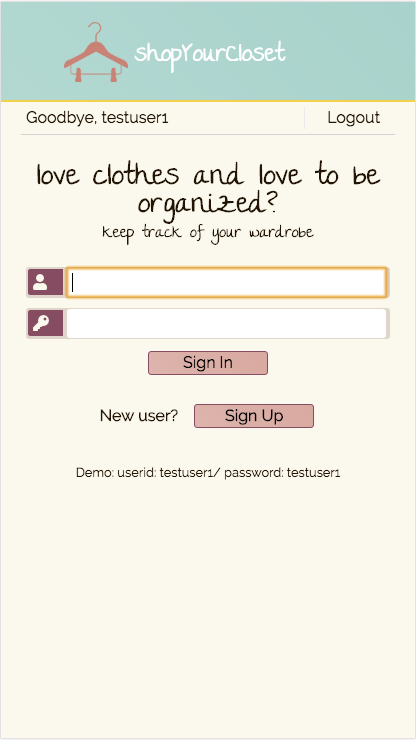 shopYourCloset
Goodbye, testuser1
Logout
love clothes and love to be
organized?
keep track of your wardrobe
Sign In
New user?
Sign Up
Demo: userid: testuser1/ password: testuser1